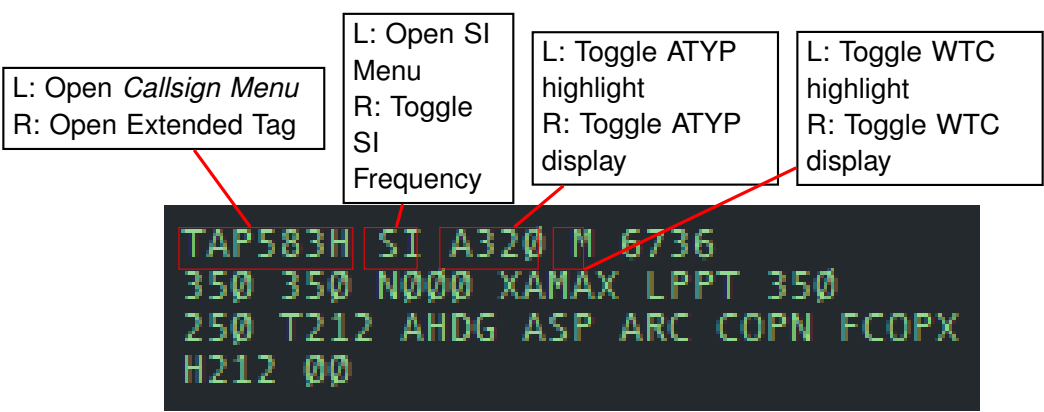 L: Open Callsign Menu
R: Open Extended Tag
L: Open SI
Menu
R: Toggle
SI
Frequency
L: Toggle ATYP
highlight
R: Toggle ATYP
display
L: Toggle WTC
highlight
R: Toggle WTC
display
TAP583H SI A320 M 6736
350 350 N000 XAMAX LPPT 350
250 T212 AHDG ASP ARC COPN FCOPX
H212 00